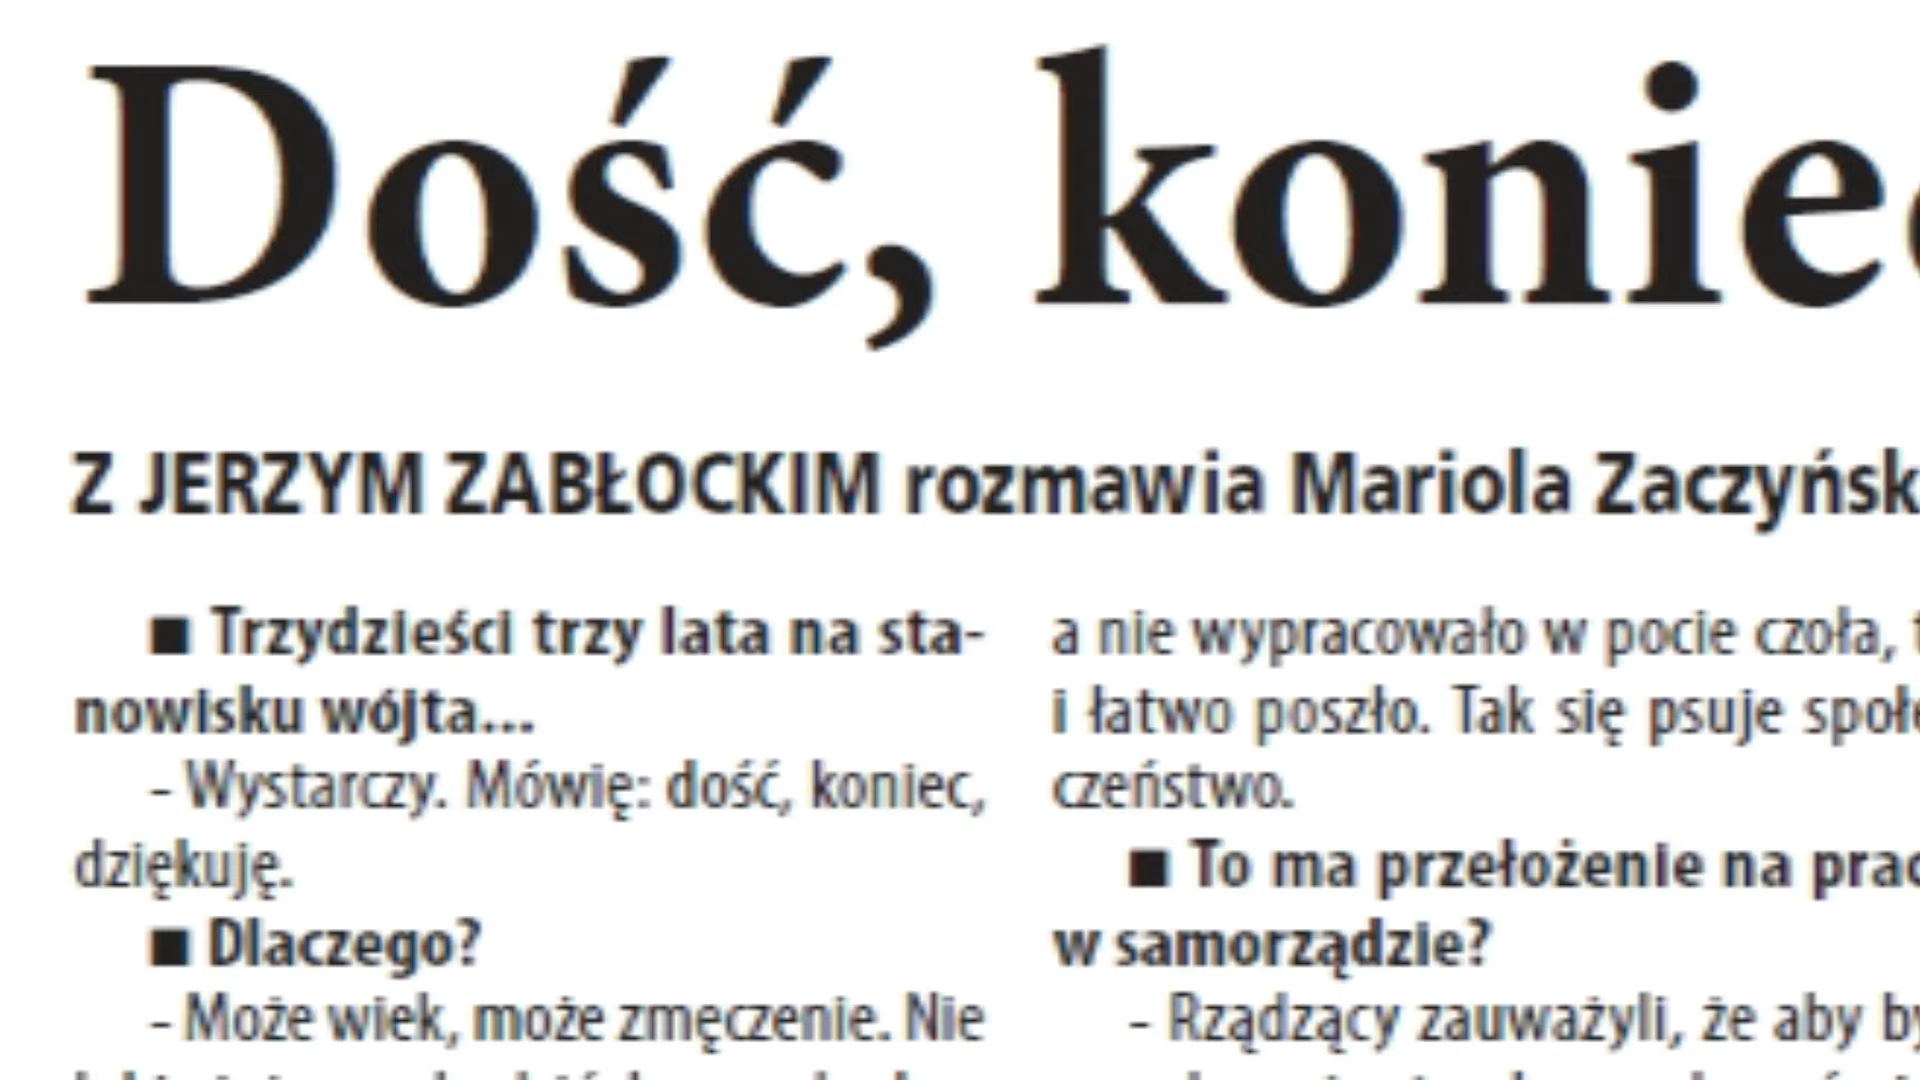 Dość, konie
Z JERZYM ZABŁOCKIM rozmawia Mariola Zaczyńsk
■ Trzydzieści trzy lata na sta-
nowisku wójta...
– Wystarczy. Mówię: dość, koniec,
dziękuję.
■ Dlaczego?
– Może wiek, może zmęczenie. Nie
a nie wypracowało w pocie czoła,
i łatwo poszło. Tak się psuje społe
czeństwo.
■ To ma przełożenie na prac
w samorządzie?
– Rządzący zauważyli, że aby by